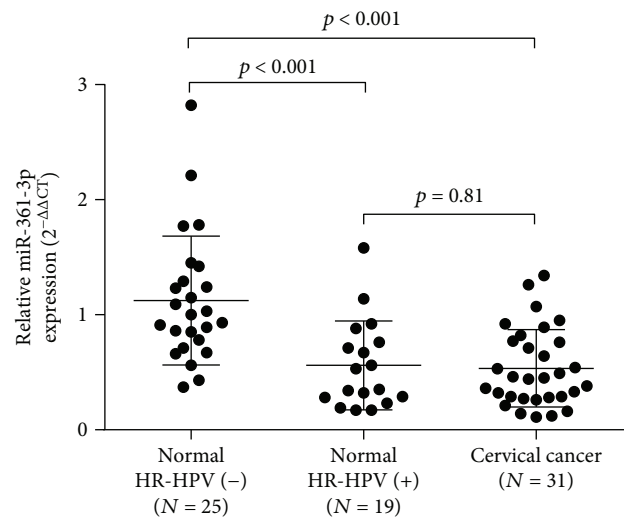 p < 0.001
p < 0.001
3
p = 0.81
2
Relative miR-361-3p
expression (2^−ΔΔCT)
1
0
Normal
HR-HPV (−)
(N = 25)
Normal
HR-HPV (+)
(N = 19)
Cervical cancer
(N = 31)